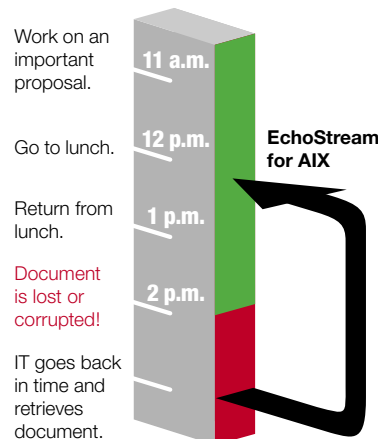 Work on an
important
proposal.
11 a.m.
Go to lunch.
12 p.m.
EchoStream
for AIX
Return from
lunch.
1 p.m.
Document
is lost or
corrupted!
2 p.m.
IT goes back
in time and
retrieves
document.